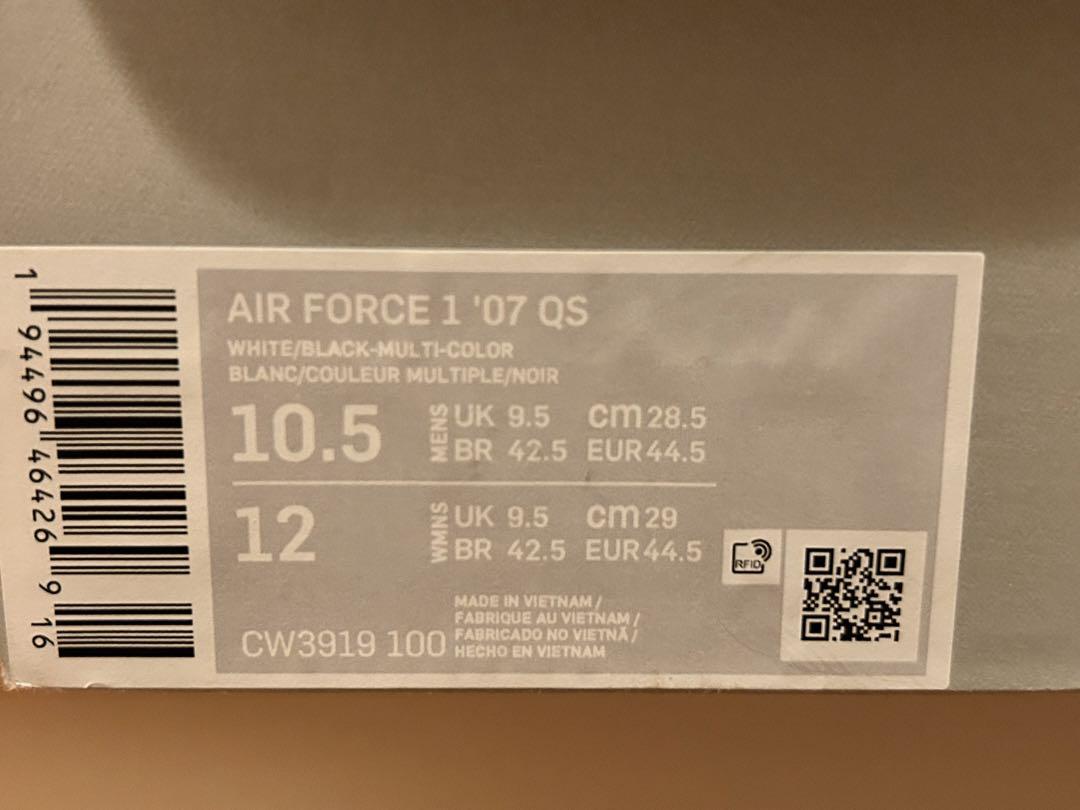 AIR FORCE 1 '07 QS
WHITE/BLACK-MULTI-COLOR
BLANC/COULEUR MULTIPLE/NOIR
10.5 MENS UK 9.5 cm 28.5
BR 42.5 EUR 44.5
12 WMNS UK 9.5 cm 29
BR 42.5 EUR 44.5
RFID
MADE IN VIETNAM /
FABRIQUE AU VIETNAM /
FABRICADO NO VIETNÃ /
HECHO EN VIETNAM
CW3919 100
1 94496 46426 9 16